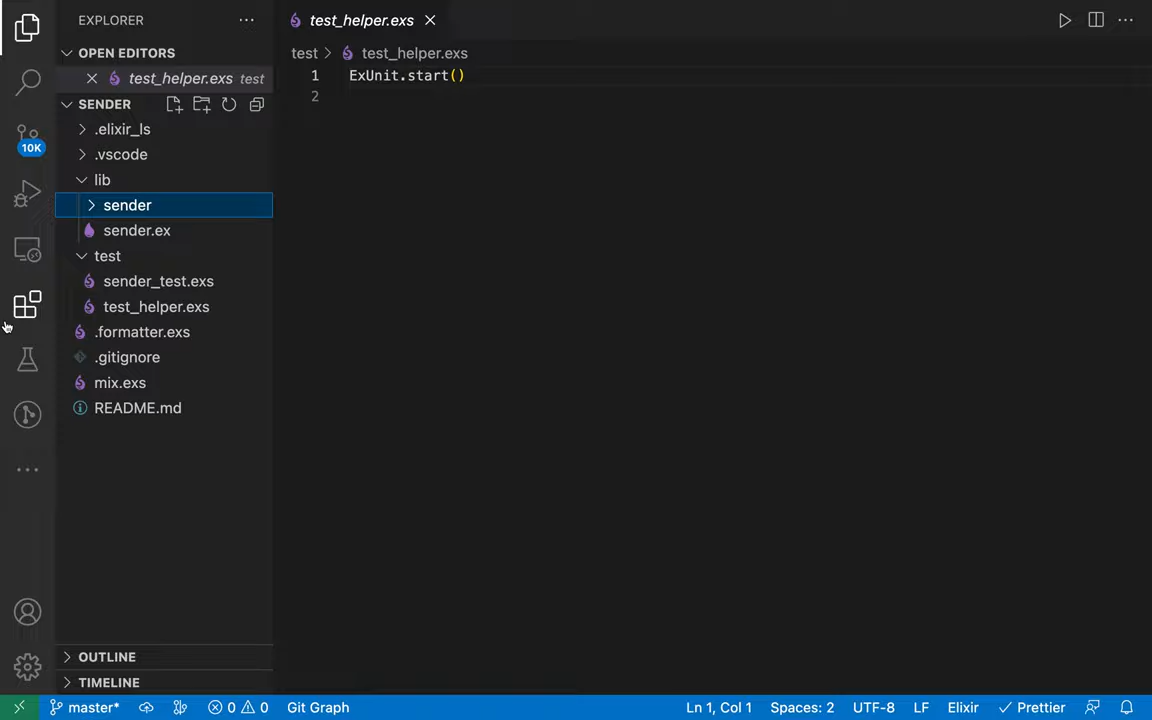 EXPLORER
test_helper.exs
OPEN EDITORS
test > test_helper.exs
test_helper.exs test
1 ExUnit.start()
2
SENDER
.elixir_ls
10K
.vscode
lib
sender
sender.ex
test
sender_test.exs
test_helper.exs
.formatter.exs
.gitignore
mix.exs
README.md
OUTLINE
TIMELINE
master* 0 0 Git Graph Ln 1, Col 1 Spaces: 2 UTF-8 LF Elixir Prettier